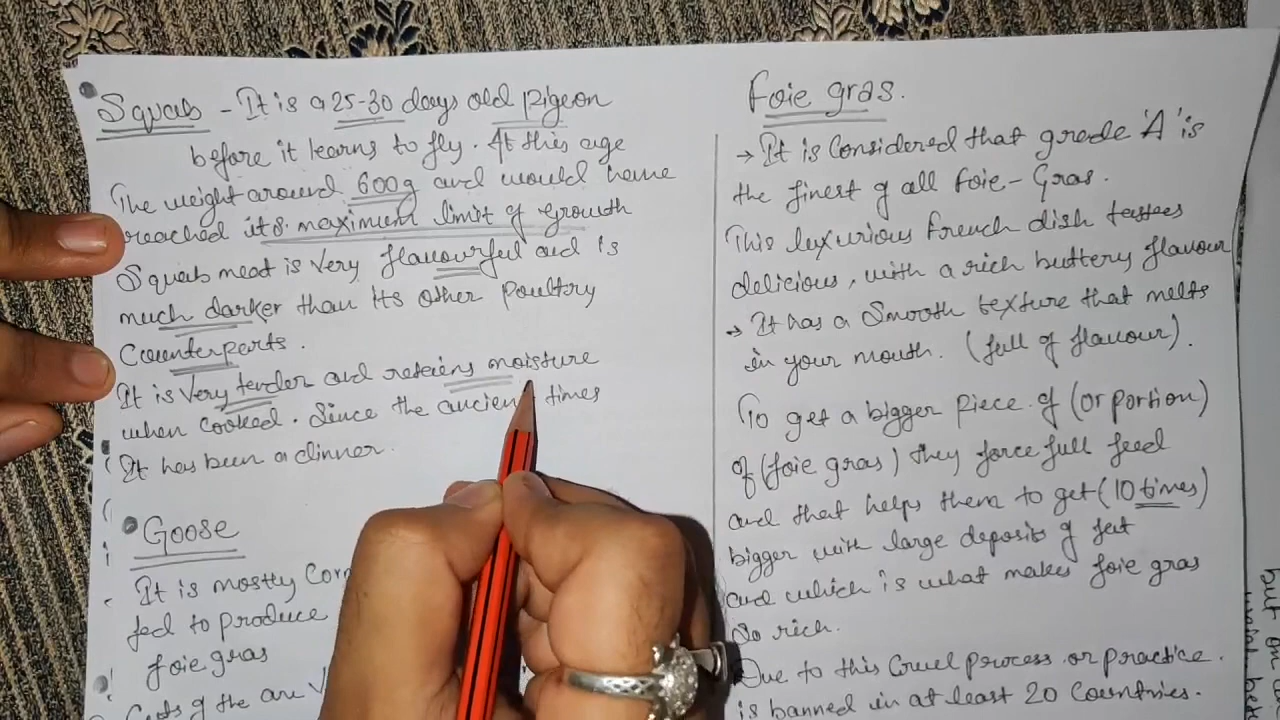 Squab - It is a 25-30 days old pigeon
before it learns to fly. At this age
The weight around 600g and would have
reached its maximum limit of growth
Squab meat is very flavourful and is
much darker than its other poultry
Counterparts.
It is very tender and retains moisture
when cooked. Since the ancient times
It has been a dinner.
Goose
It is mostly Corn
fed to produce
foie gras
Cuts of the
Foie gras.
→ It is Considered that grade 'A' is
the finest of all Foie-Gras.
This luxurious French dish tastes
delicious, with a rich buttery flavour
→ It has a Smooth texture that melts
in your mouth. (full of flavour).
To get a bigger piece of (or portion)
of (foie gras) they force full feed
and that helps them to get (10 times)
bigger with large deposits of fat
and which is what makes foie gras
So rich.
Due to this Cruel process or practice.
is banned in at least 20 Countries.
but on